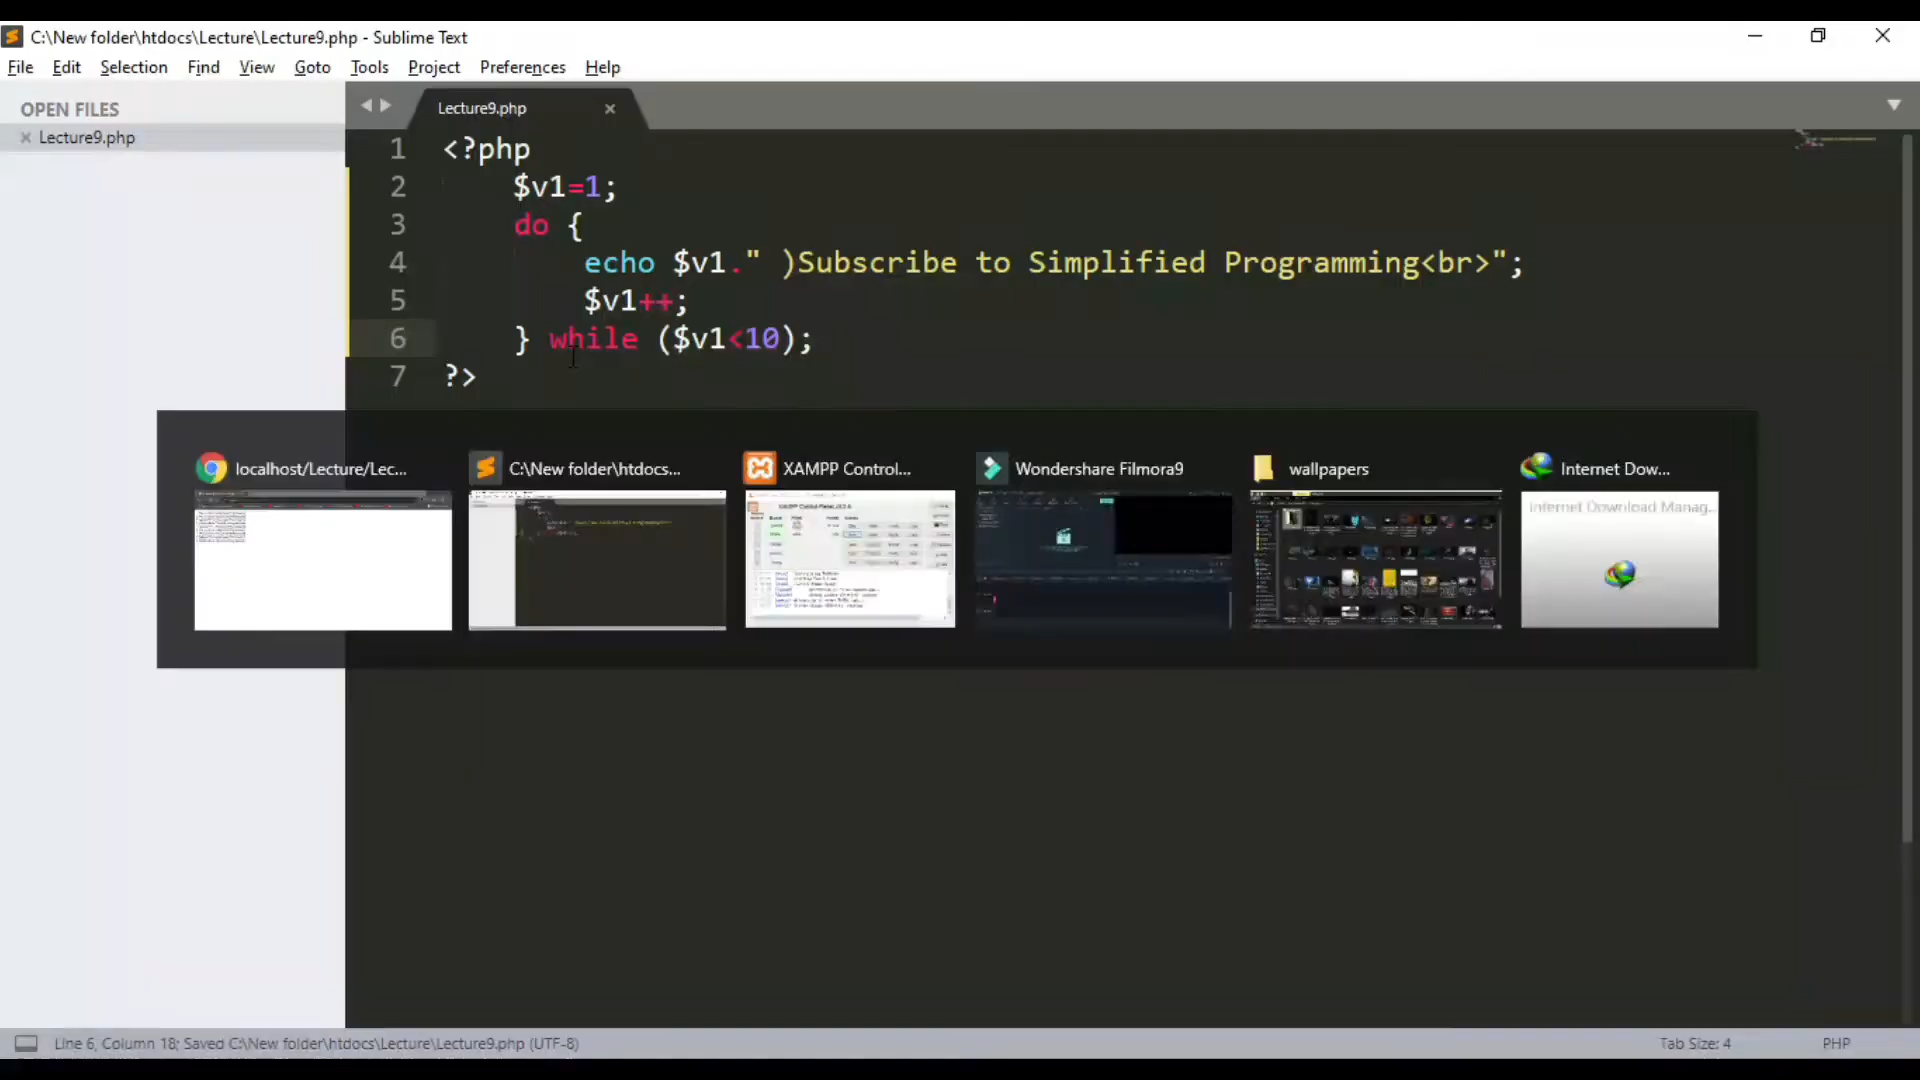 C:\New folder\htdocs\Lecture\Lecture9.php - Sublime Text
File Edit Selection Find View Goto Tools Project Preferences Help
OPEN FILES
Lecture9.php
Lecture9.php
1 <?php
2 $v1=1;
3 do {
4 echo $v1." )Subscribe to Simplified Programming<br>";
5 $v1++;
6 } while ($v1<10);
7 ?>
localhost/Lecture/Lec... C:\New folder\htdocs... XAMPP Control... Wondershare Filmora9 wallpapers Internet Dow...
Internet Download Manag...
Line 6, Column 18; Saved C:\New folder\htdocs\Lecture\Lecture9.php (UTF-8) Tab Size: 4 PHP